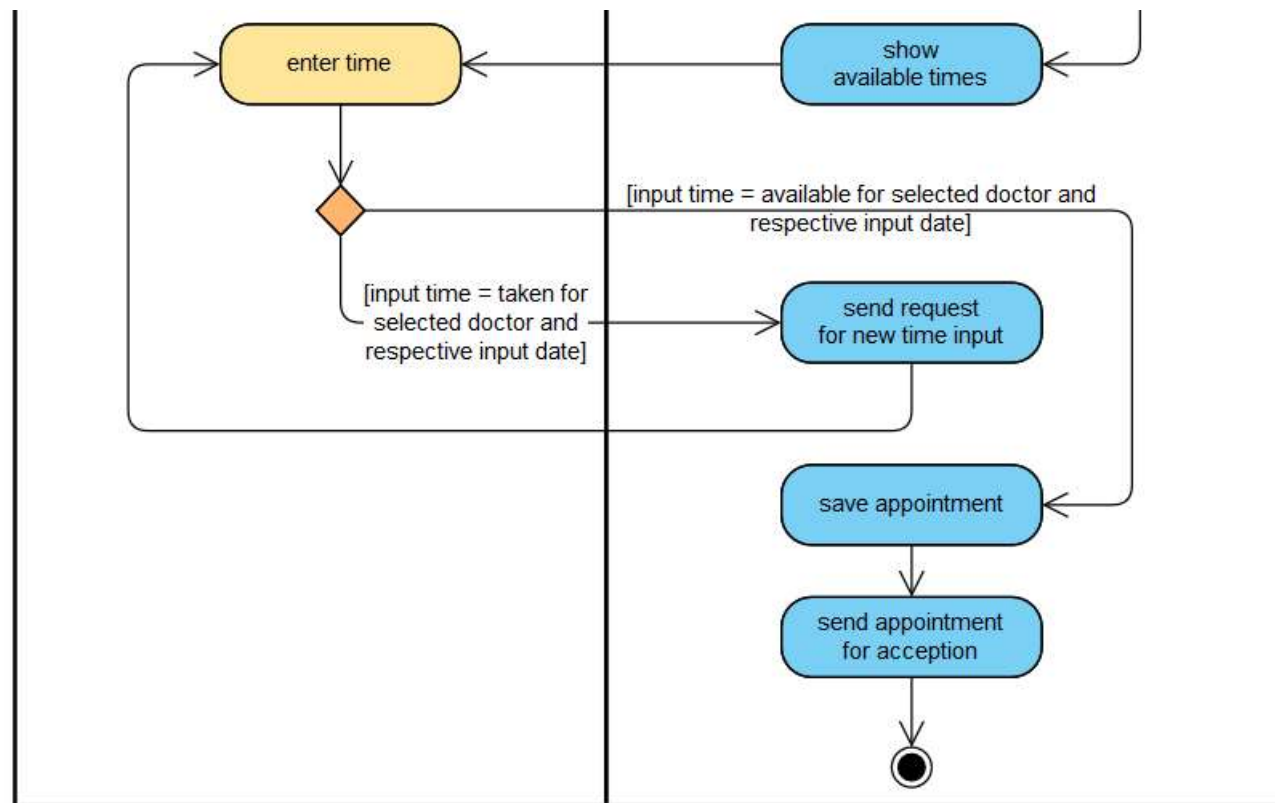 enter time
show
available times
[input time = available for selected doctor and
respective input date]
[input time = taken for
selected doctor and
respective input date]
send request
for new time input
save appointment
send appointment
for acception